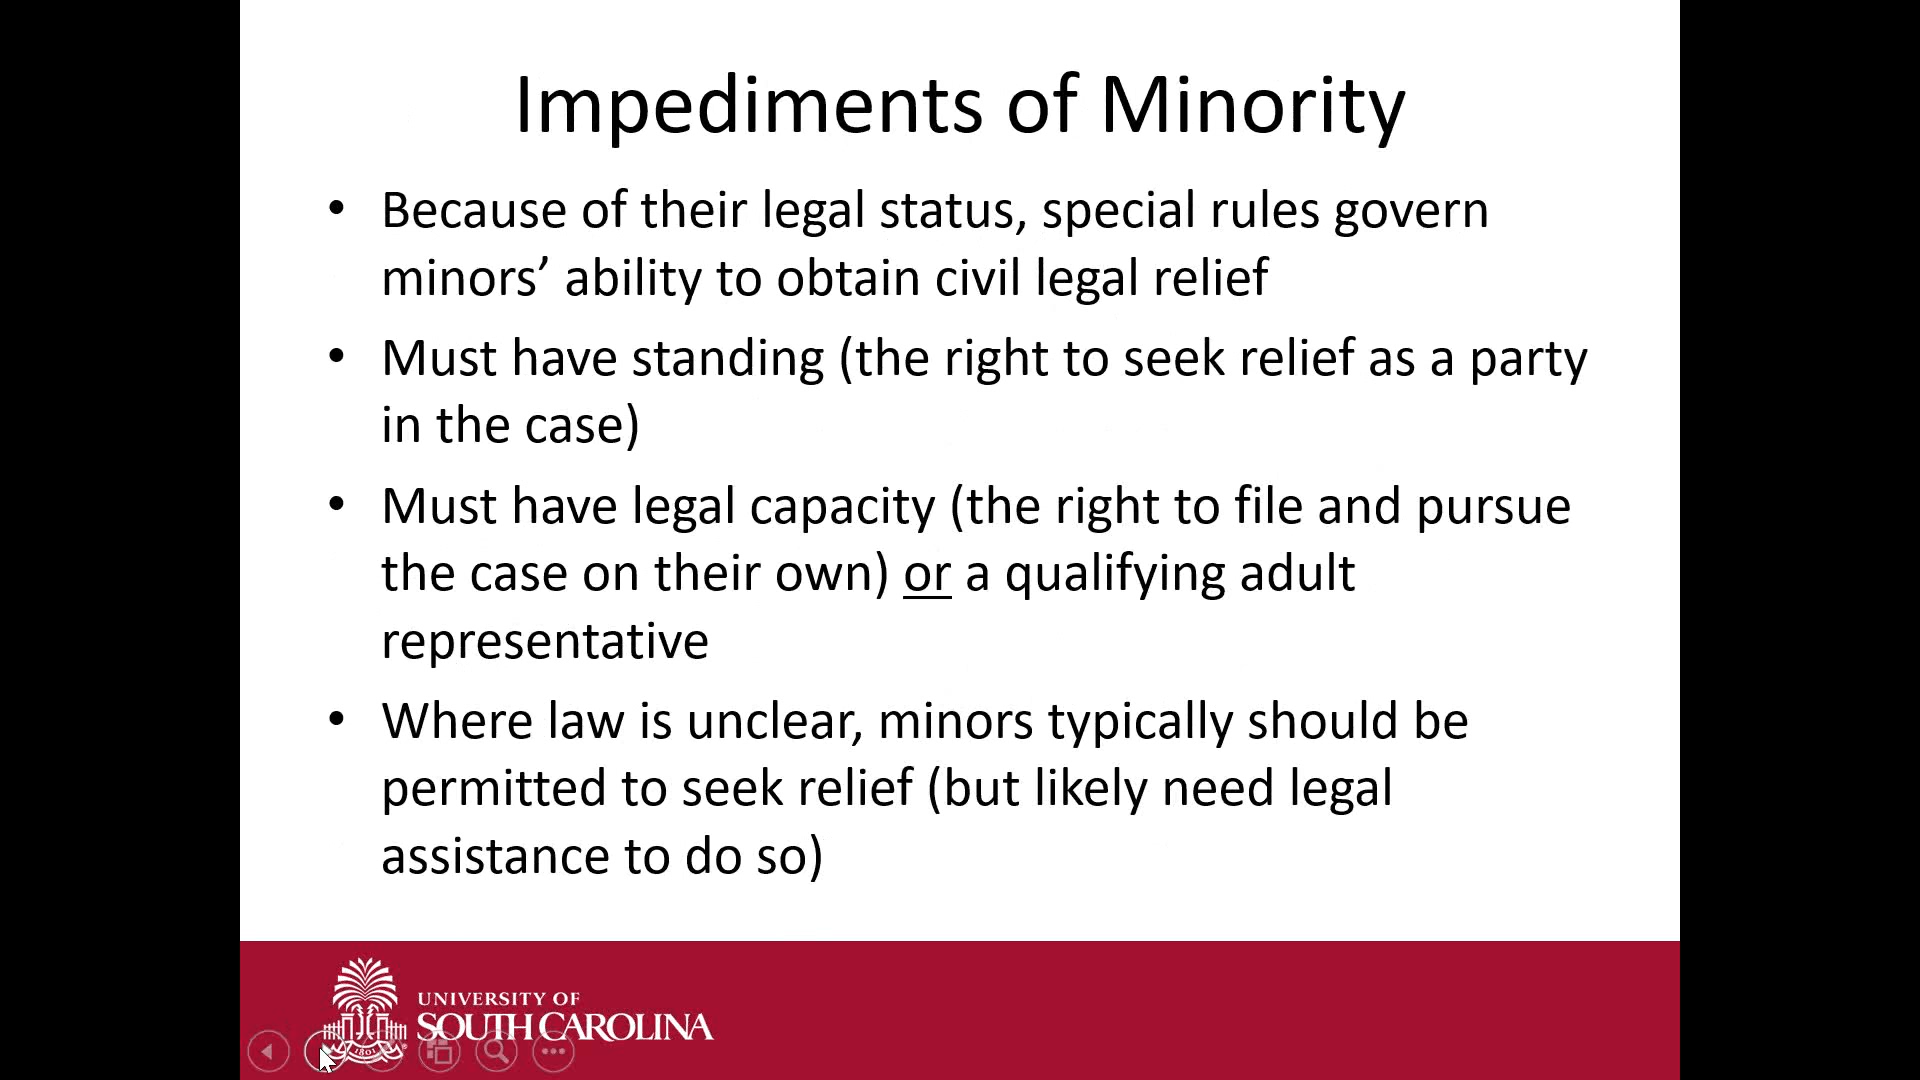 Impediments of Minority
• Because of their legal status, special rules govern
minors’ ability to obtain civil legal relief
• Must have standing (the right to seek relief as a party
in the case)
• Must have legal capacity (the right to file and pursue
the case on their own) or a qualifying adult
representative
• Where law is unclear, minors typically should be
permitted to seek relief (but likely need legal
assistance to do so)
UNIVERSITY OF
SOUTH CAROLINA
1801